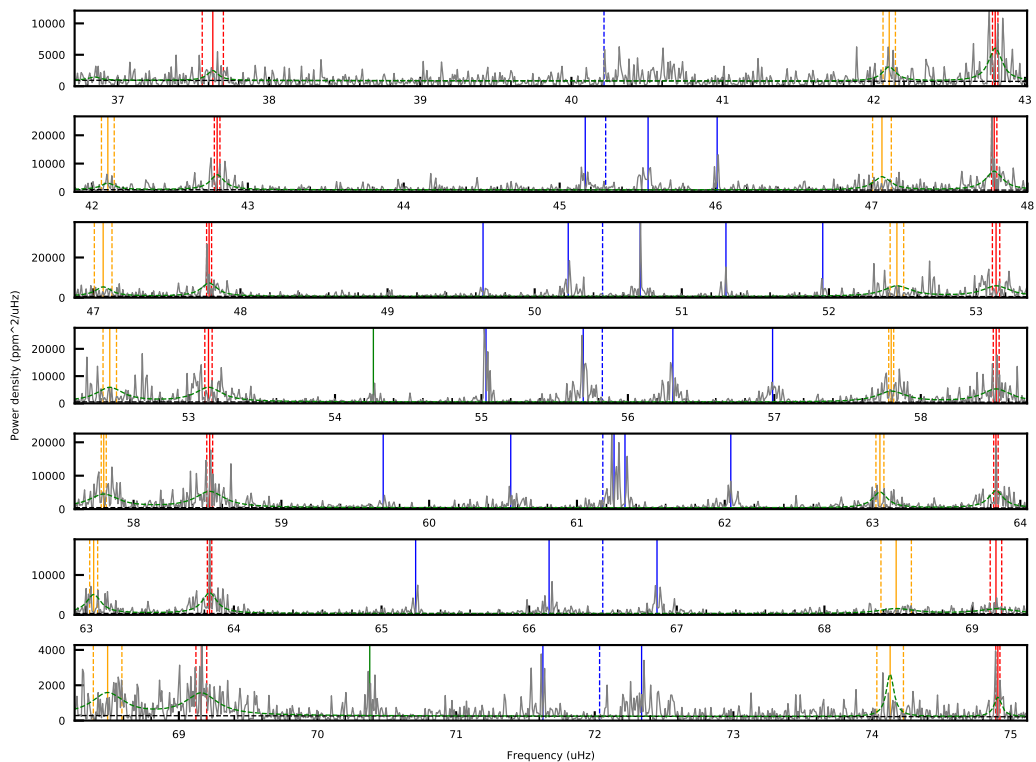 10000
5000
0
37 38 39 40 41 42 43
20000
10000
0
42 43 44 45 46 47 48
20000
0
47 48 49 50 51 52 53
20000
10000
0
53 54 55 56 57 58
20000
10000
0
58 59 60 61 62 63 64
10000
0
63 64 65 66 67 68 69
4000
2000
0
69 70 71 72 73 74 75
Power density (ppm^2/uHz)
Frequency (uHz)